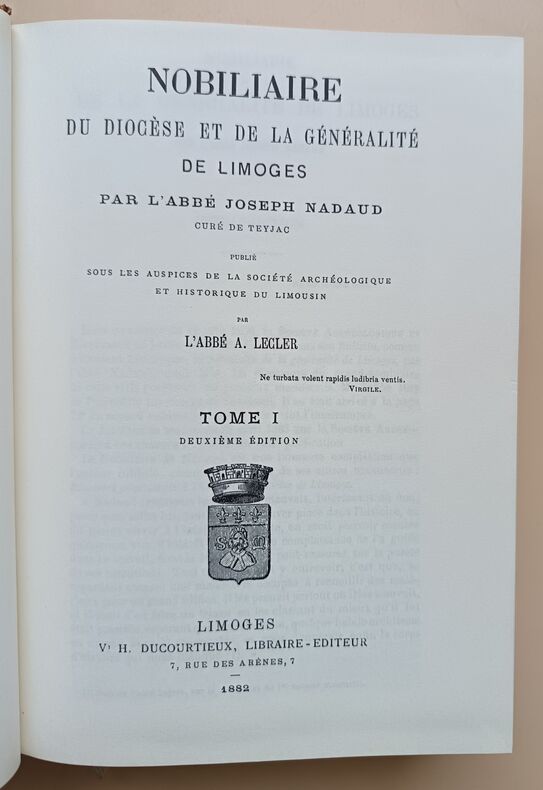 NOBILIAIRE
DU DIOCÈSE ET DE LA GÉNÉRALITÉ
DE LIMOGES
PAR L'ABBÉ JOSEPH NADAUD
CURÉ DE TEYJAC
PUBLIÉ
SOUS LES AUSPICES DE LA SOCIÉTÉ ARCHÉOLOGIQUE
ET HISTORIQUE DU LIMOUSIN
PAR
L'ABBÉ A. LECLER
Ne turbata volent rapidis ludibria ventis.
VIRGILE.
TOME I
DEUXIÈME ÉDITION
S M
LIMOGES
Vᵉ H. DUCOURTIEUX, LIBRAIRE-EDITEUR
7, RUE DES ARÈNES, 7
1882